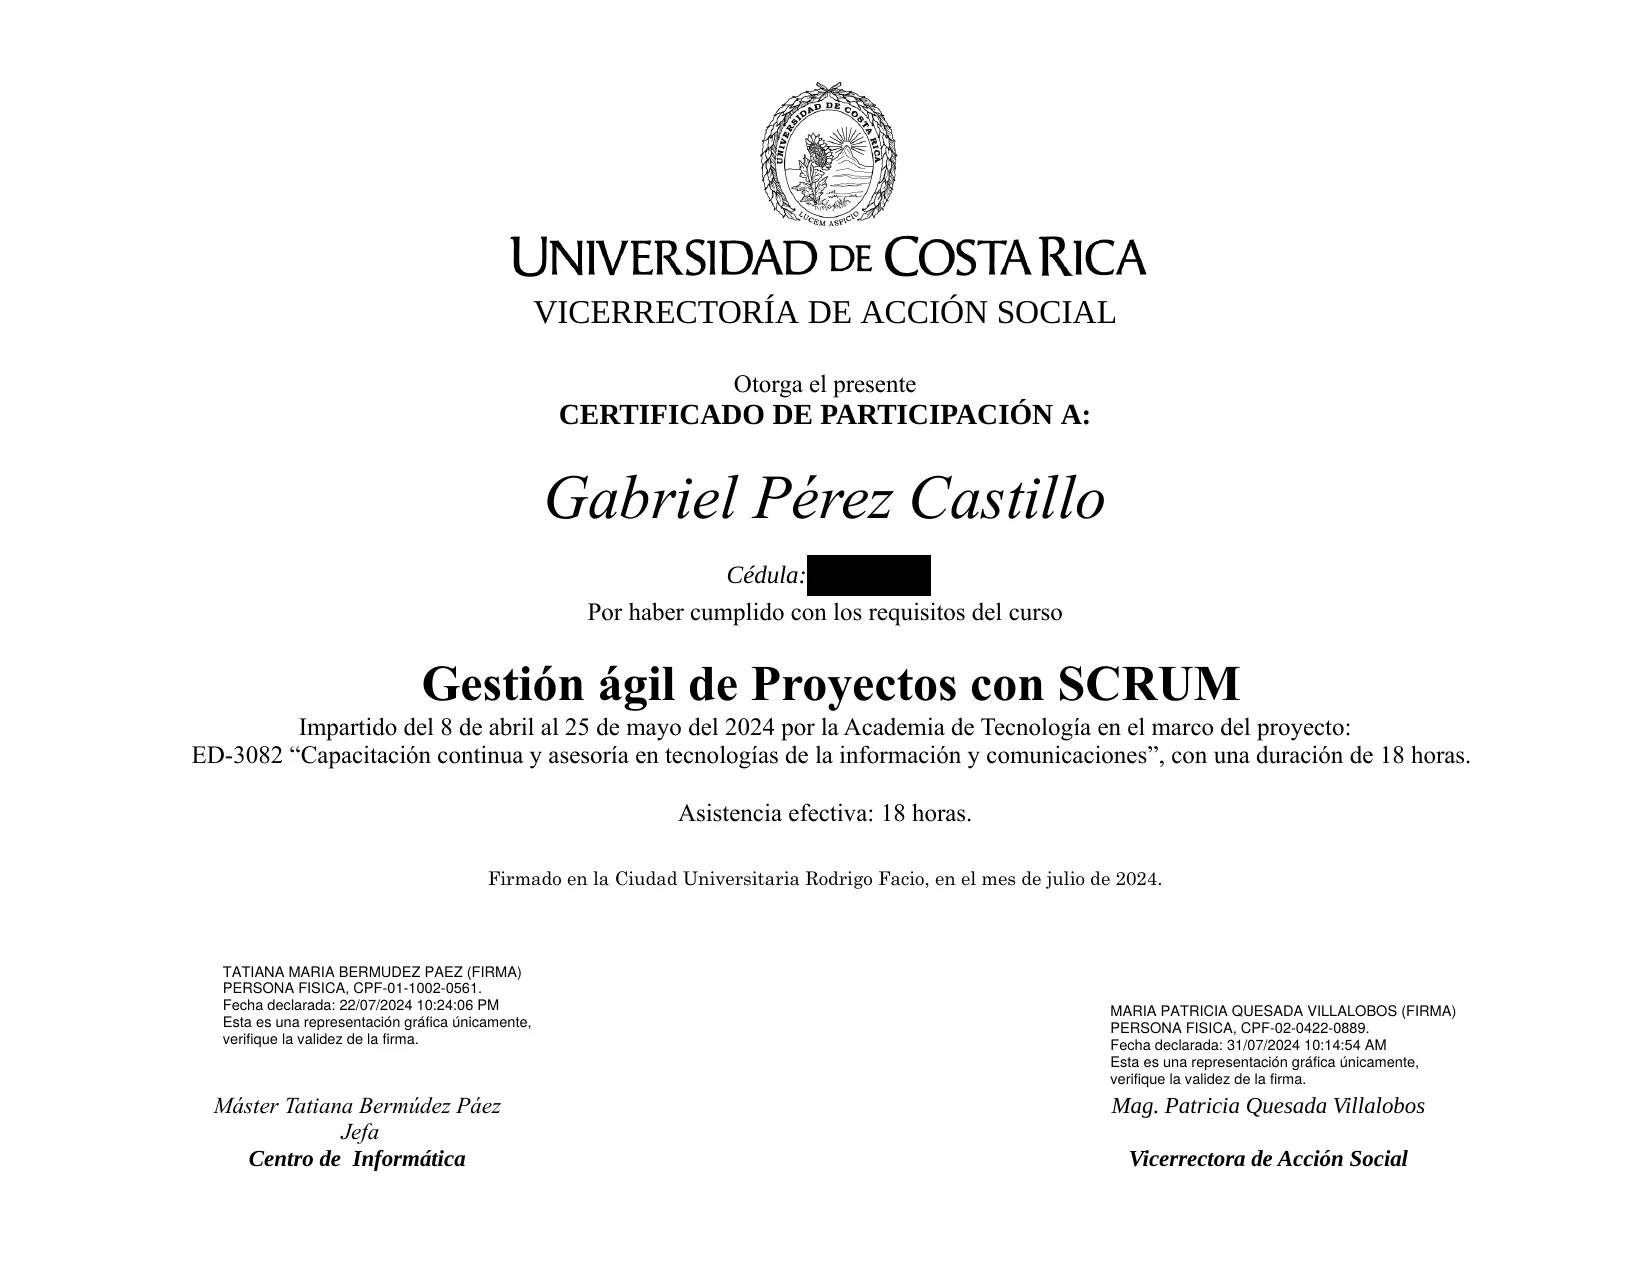 UNIVERSIDAD DE COSTA RICA
LUCEM ASPICIO
UNIVERSIDAD DE COSTA RICA
VICERRECTORÍA DE ACCIÓN SOCIAL
Otorga el presente
CERTIFICADO DE PARTICIPACIÓN A:
Gabriel Pérez Castillo
Cédula:
Por haber cumplido con los requisitos del curso
Gestión ágil de Proyectos con SCRUM
Impartido del 8 de abril al 25 de mayo del 2024 por la Academia de Tecnología en el marco del proyecto:
ED-3082 “Capacitación continua y asesoría en tecnologías de la información y comunicaciones”, con una duración de 18 horas.
Asistencia efectiva: 18 horas.
Firmado en la Ciudad Universitaria Rodrigo Facio, en el mes de julio de 2024.
TATIANA MARIA BERMUDEZ PAEZ (FIRMA)
PERSONA FISICA, CPF-01-1002-0561.
Fecha declarada: 22/07/2024 10:24:06 PM
Esta es una representación gráfica únicamente,
verifique la validez de la firma.
Máster Tatiana Bermúdez Páez
Jefa
Centro de  Informática
MARIA PATRICIA QUESADA VILLALOBOS (FIRMA)
PERSONA FISICA, CPF-02-0422-0889.
Fecha declarada: 31/07/2024 10:14:54 AM
Esta es una representación gráfica únicamente,
verifique la validez de la firma.
Mag. Patricia Quesada Villalobos
Vicerrectora de Acción Social